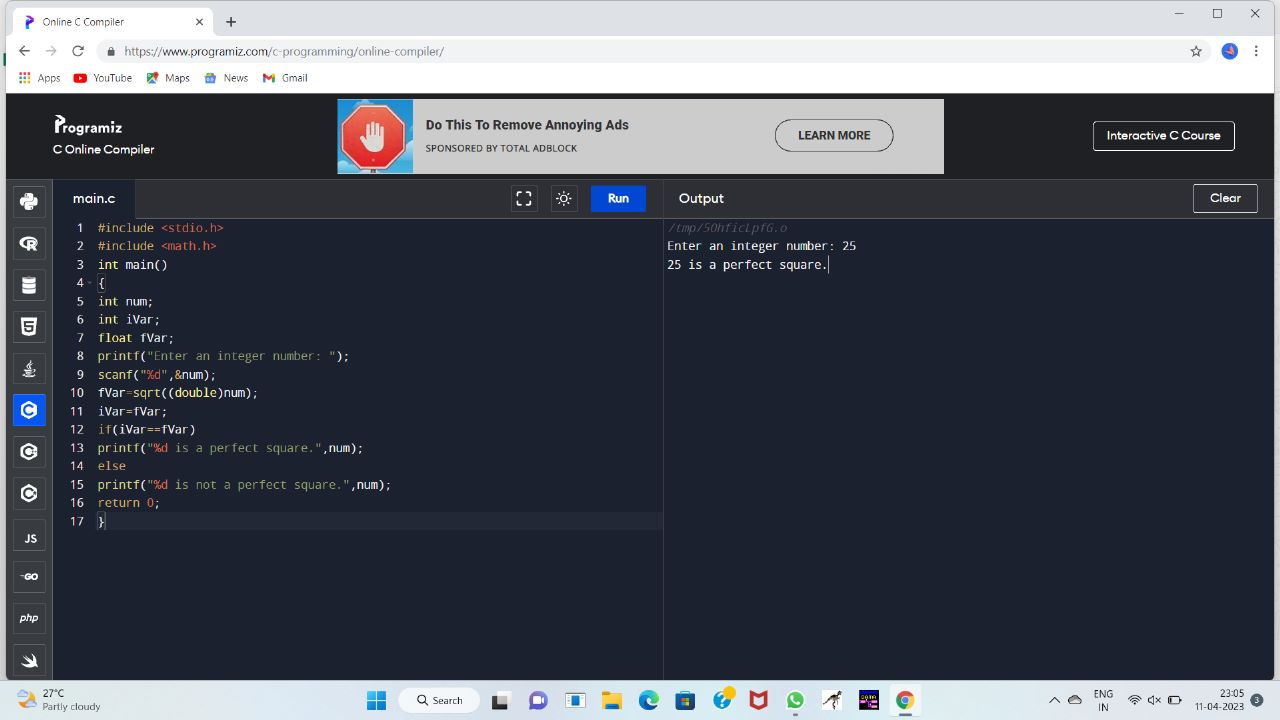 Online C Compiler
https://www.programiz.com/c-programming/online-compiler/
Apps YouTube Maps News Gmail
Programiz
C Online Compiler
Do This To Remove Annoying Ads
SPONSORED BY TOTAL ADBLOCK
LEARN MORE
Interactive C Course
main.c
Run
Output
Clear
1 #include <stdio.h>
2 #include <math.h>
3 int main()
4 {
5 int num;
6 int iVar;
7 float fVar;
8 printf("Enter an integer number: ");
9 scanf("%d",&num);
10 fVar=sqrt((double)num);
11 iVar=fVar;
12 if(iVar==fVar)
13 printf("%d is a perfect square.",num);
14 else
15 printf("%d is not a perfect square.",num);
16 return 0;
17 }
Enter an integer number: 25
25 is a perfect square.
JS
GO
php
27°C
Partly cloudy
Search
ENG
IN
23:05
11-04-2023
3